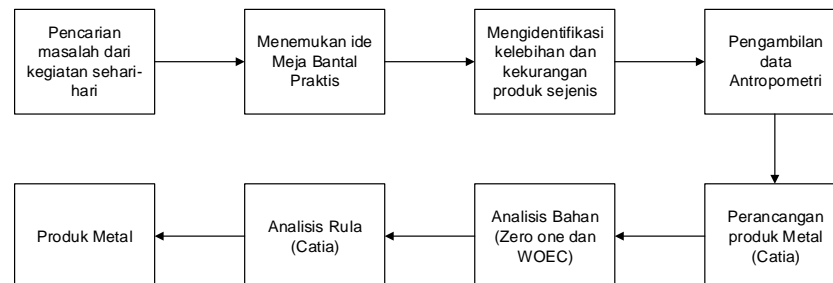 Pencarian
masalah dari
kegiatan sehari-
hari
Menemukan ide
Meja Bantal
Praktis
Mengidentifikasi
kelebihan dan
kekurangan
produk sejenis
Pengambilan
data
Antropometri
Perancangan
produk Metal
(Catia)
Analisis Bahan
(Zero one dan
WOEC)
Analisis Rula
(Catia)
Produk Metal